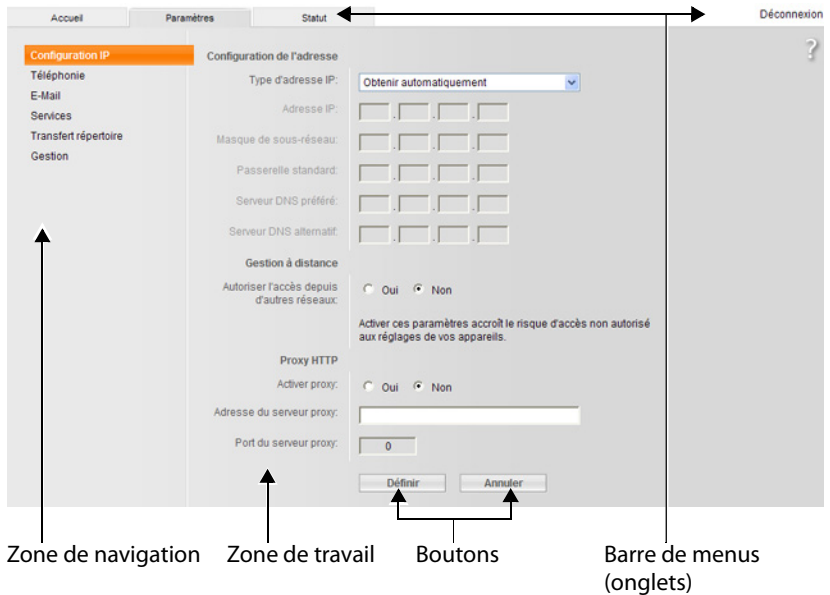 Accueil Paramètres Statut Déconnexion
?
Configuration IP
Téléphonie
E-Mail
Services
Transfert répertoire
Gestion
Configuration de l'adresse
Type d'adresse IP: Obtenir automatiquement
Adresse IP: . . .
Masque de sous-réseau: . . .
Passerelle standard: . . .
Serveur DNS préféré: . . .
Serveur DNS alternatif: . . .
Gestion à distance
Autoriser l'accès depuis
d'autres réseaux: Oui Non
Activer ces paramètres accroît le risque d'accès non autorisé
aux réglages de vos appareils.
Proxy HTTP
Activer proxy: Oui Non
Adresse du serveur proxy:
Port du serveur proxy: 0
Définir Annuler
Zone de navigation Zone de travail Boutons Barre de menus
(onglets)